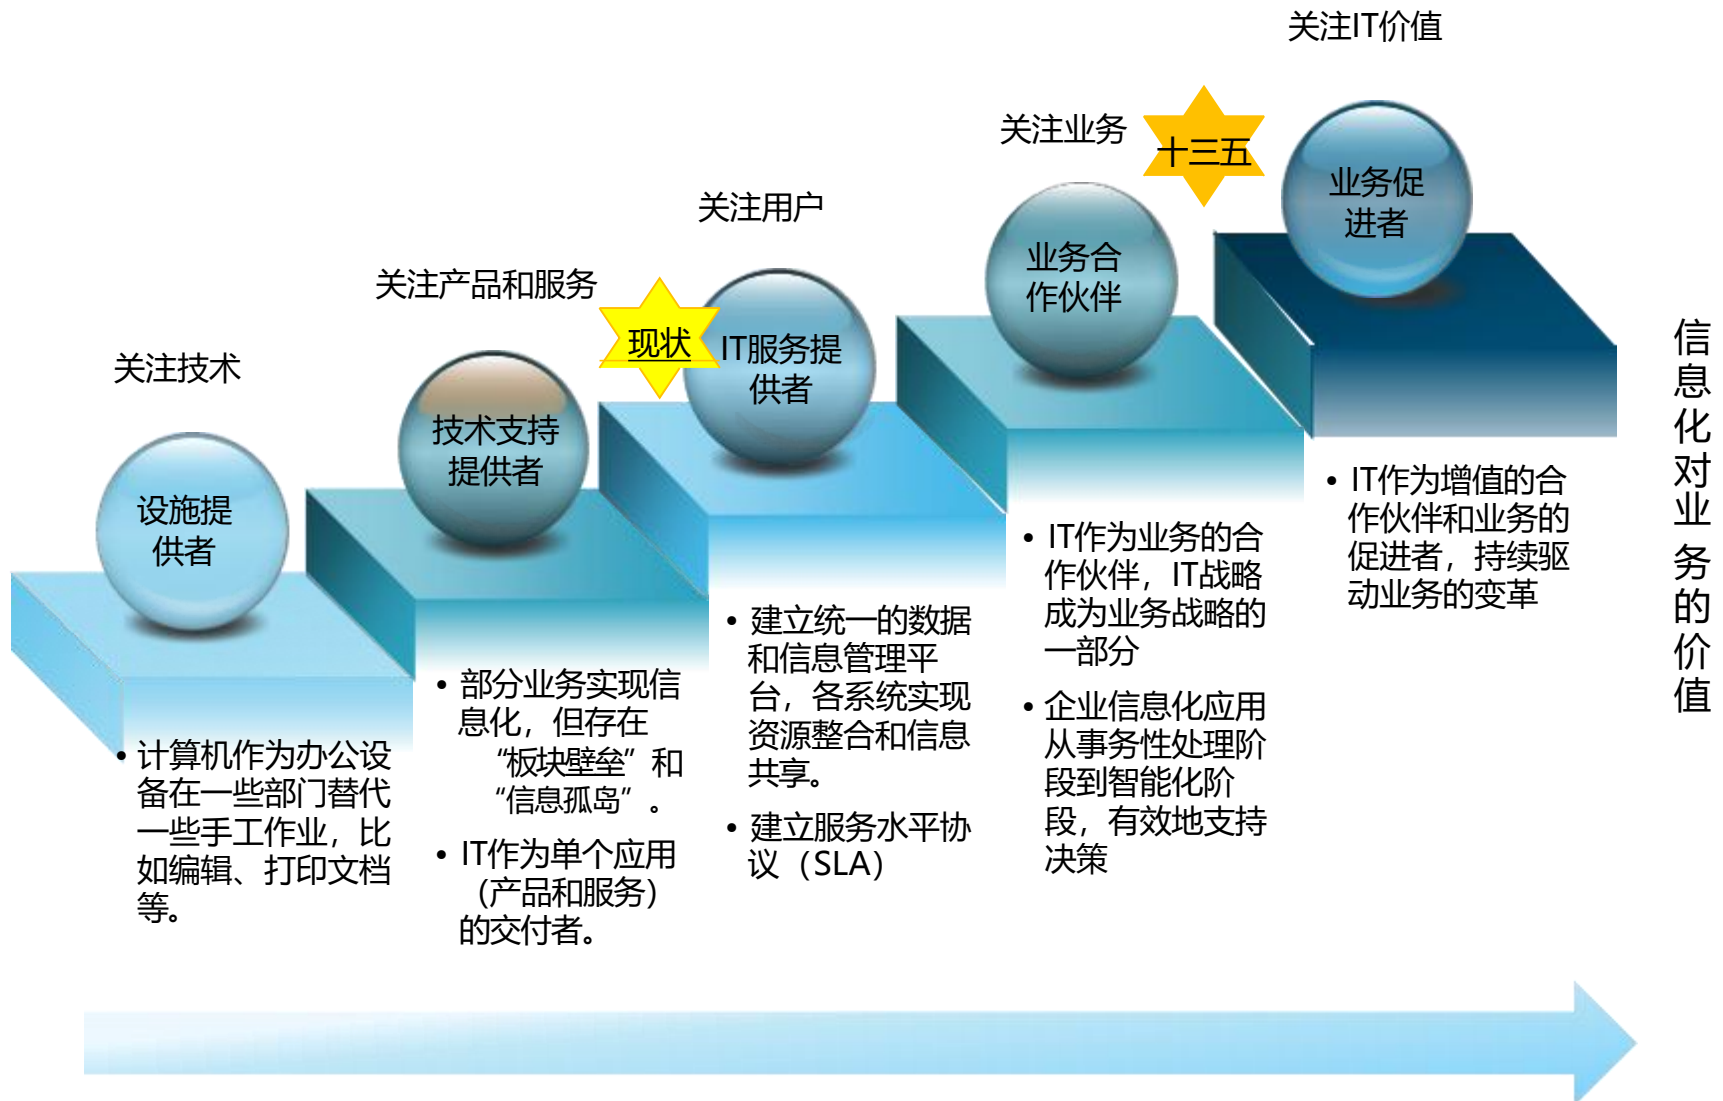 关注IT价值
关注业务
十三五
业务促
进者
关注用户
业务合
作伙伴
关注产品和服务
现状
IT服务提
供者
关注技术
技术支持
提供者
设施提
供者
• 计算机作为办公设
备在一些部门替代
一些手工作业，比
如编辑、打印文档
等。
• 部分业务实现信
息化，但存在
“板块壁垒”和
“信息孤岛”。
• IT作为单个应用
（产品和服务）
的交付者。
• 建立统一的数据
和信息管理平
台，各系统实现
资源整合和信息
共享。
• 建立服务水平协
议（SLA）
• IT作为业务的合
作伙伴，IT战略
成为业务战略的
一部分
• 企业信息化应用
从事务性处理阶
段到智能化阶
段，有效地支持
决策
• IT作为增值的合
作伙伴和业务的
促进者，持续驱
动业务的变革
信息化对业务的价值